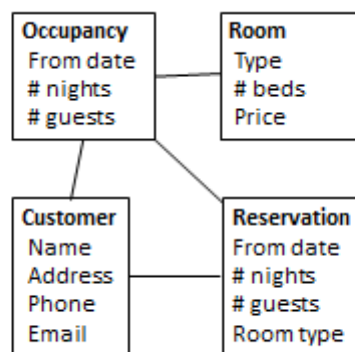 Occupancy
From date
# nights
# guests
Room
Type
# beds
Price
Customer
Name
Address
Phone
Email
Reservation
From date
# nights
# guests
Room type